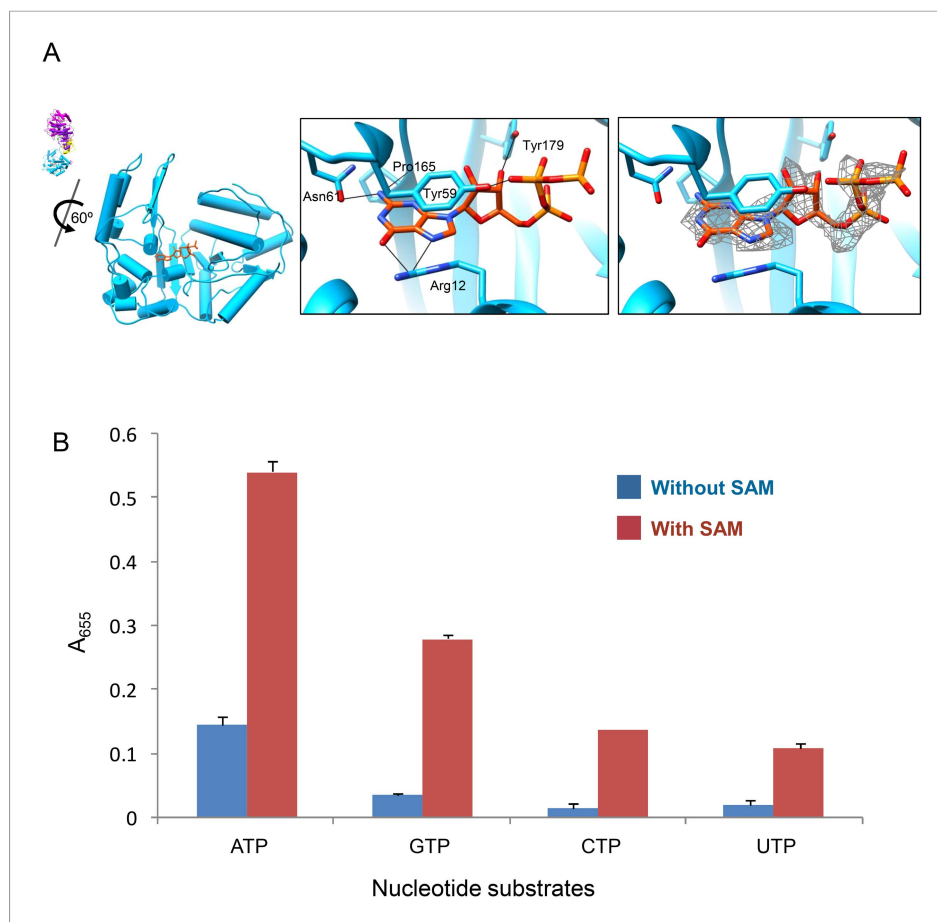 A
60º
Asn61
Pro165
Tyr59
Tyr179
Arg12
B
0.6
0.5
0.4
0.3
0.2
0.1
0
A655
Without SAM
With SAM
ATP GTP CTP UTP
Nucleotide substrates